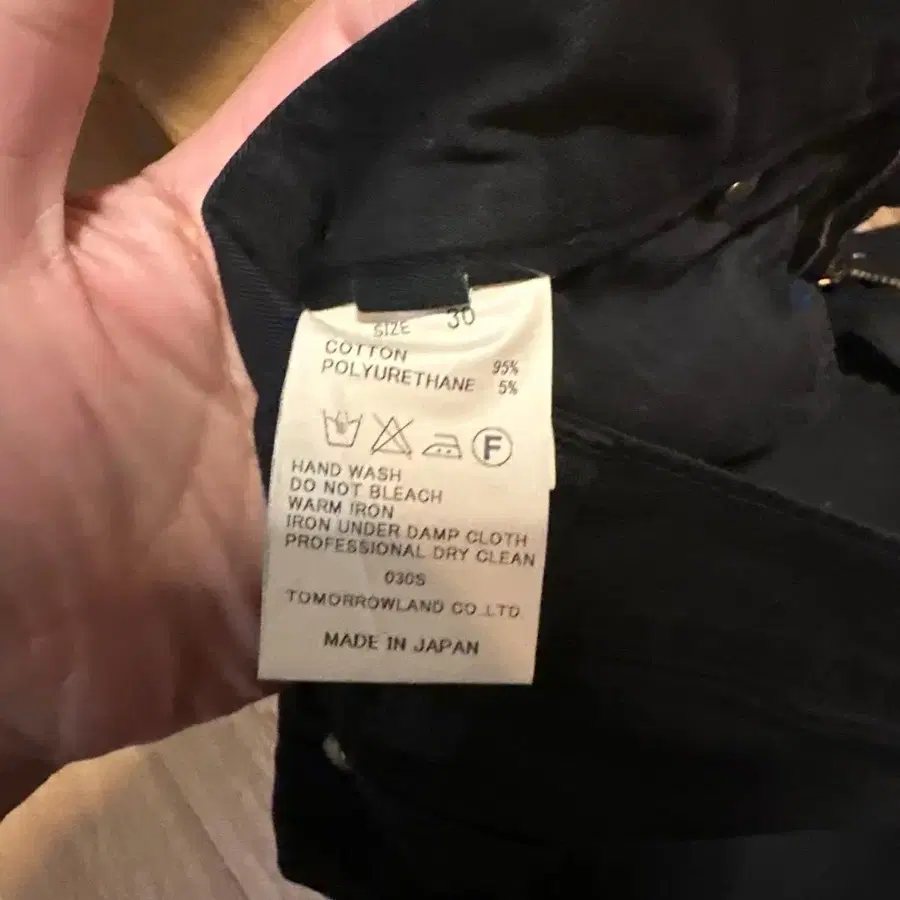 SIZE 30
COTTON 95%
POLYURETHANE 5%
F
HAND WASH
DO NOT BLEACH
WARM IRON
IRON UNDER DAMP CLOTH
PROFESSIONAL DRY CLEAN
030S
TOMORROWLAND CO.,LTD.
MADE IN JAPAN